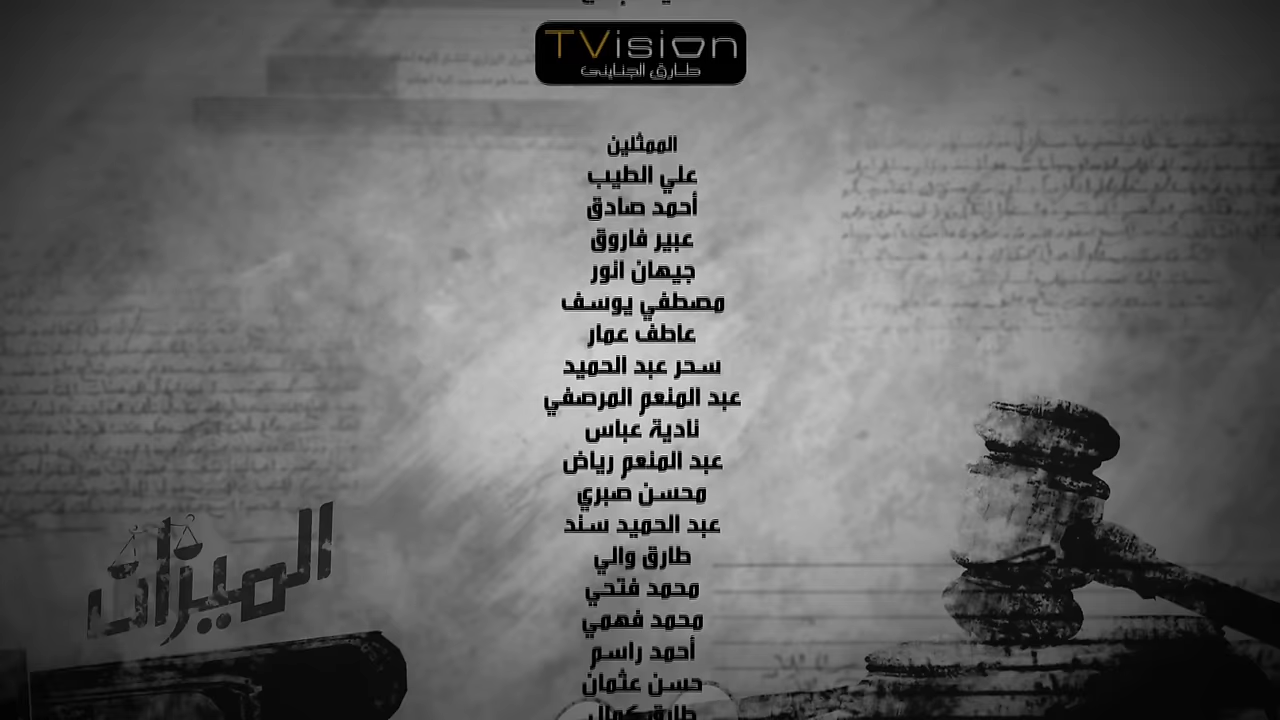 TVision
طارق الجنايني
الممثلين
علي الطيب
أحمد صادق
عبير فاروق
جيهان انور
مصطفي يوسف
عاطف عمار
سحر عبد الحميد
عبد المنعم المرصفي
نادية عباس
عبد المنعم رياض
محسن صبري
عبد الحميد سند
طارق والي
محمد فتحي
محمد فهمي
أحمد راسم
حسن عثمان
الميزان